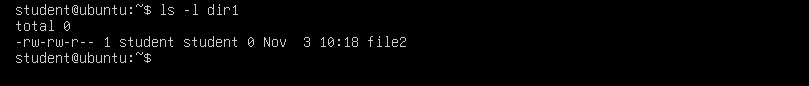 student@ubuntu:~$ ls -l dir1
total 0
-rw-rw-r-- 1 student student 0 Nov  3 10:18 file2
student@ubuntu:~$